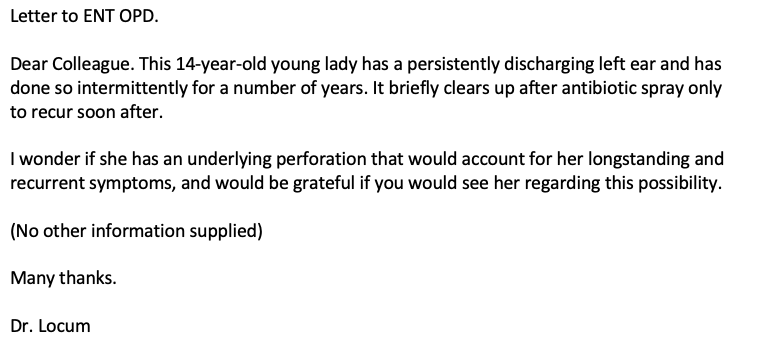 Letter to ENT OPD.
Dear Colleague. This 14-year-old young lady has a persistently discharging left ear and has
done so intermittently for a number of years. It briefly clears up after antibiotic spray only
to recur soon after.
I wonder if she has an underlying perforation that would account for her longstanding and
recurrent symptoms, and would be grateful if you would see her regarding this possibility.
(No other information supplied)
Many thanks.
Dr. Locum